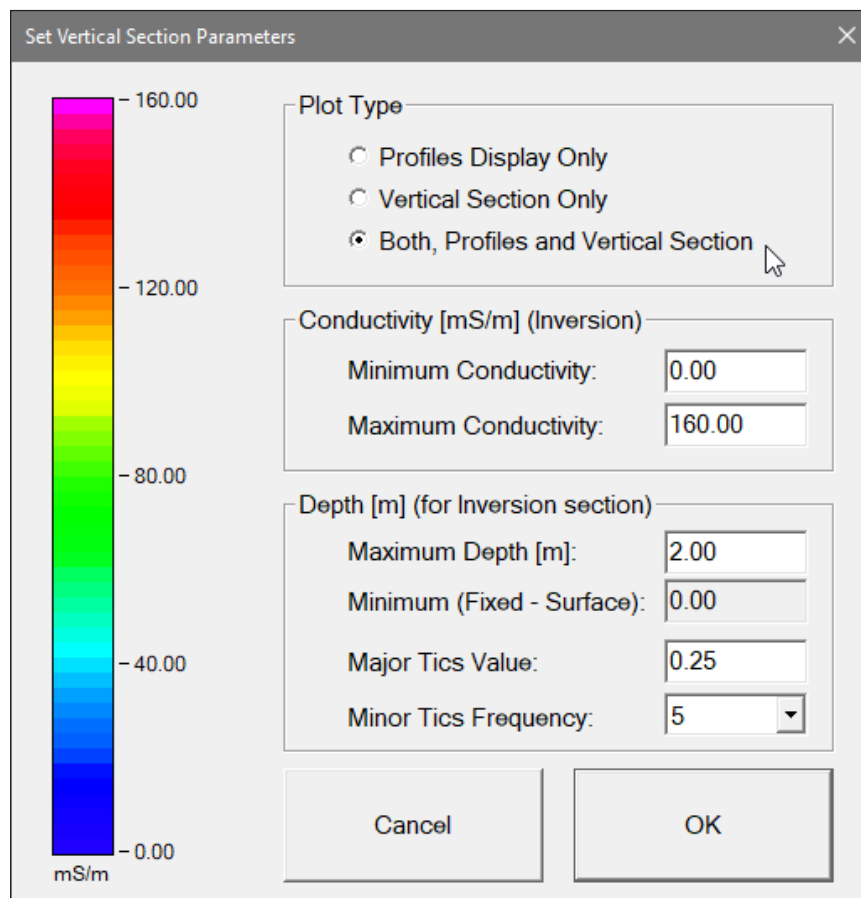 Set Vertical Section Parameters
160.00
120.00
80.00
40.00
0.00
mS/m
Plot Type
Profiles Display Only
Vertical Section Only
Both, Profiles and Vertical Section
Conductivity [mS/m] (Inversion)
Minimum Conductivity: 0.00
Maximum Conductivity: 160.00
Depth [m] (for Inversion section)
Maximum Depth [m]: 2.00
Minimum (Fixed - Surface): 0.00
Major Tics Value: 0.25
Minor Tics Frequency: 5
Cancel OK